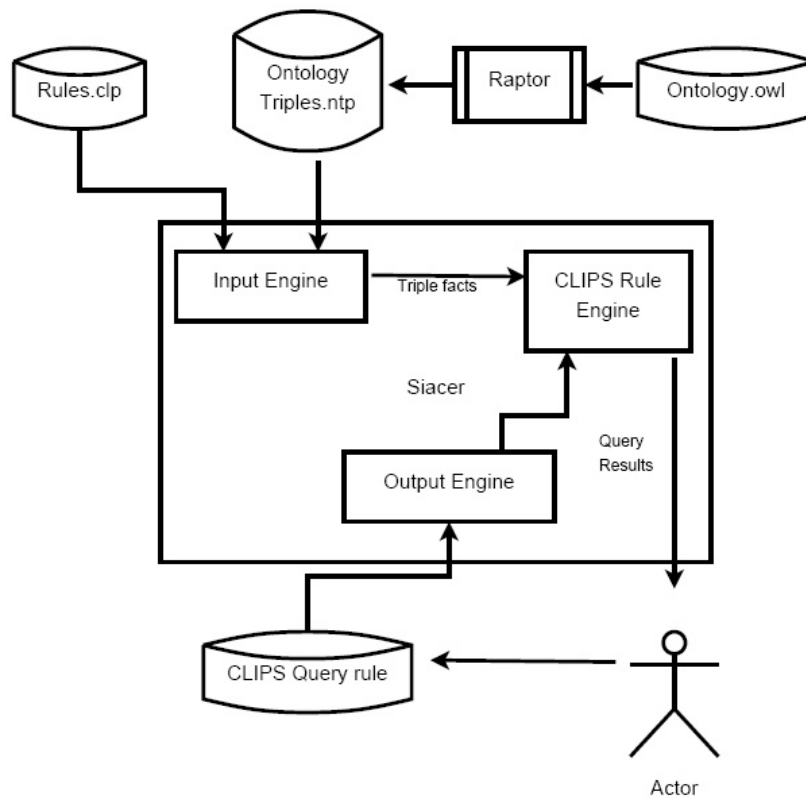 Rules.clp
Ontology
Triples.ntp
Raptor
Ontology.owl
Input Engine
Triple facts
CLIPS Rule
Engine
Siacer
Query
Results
Output Engine
CLIPS Query rule
Actor